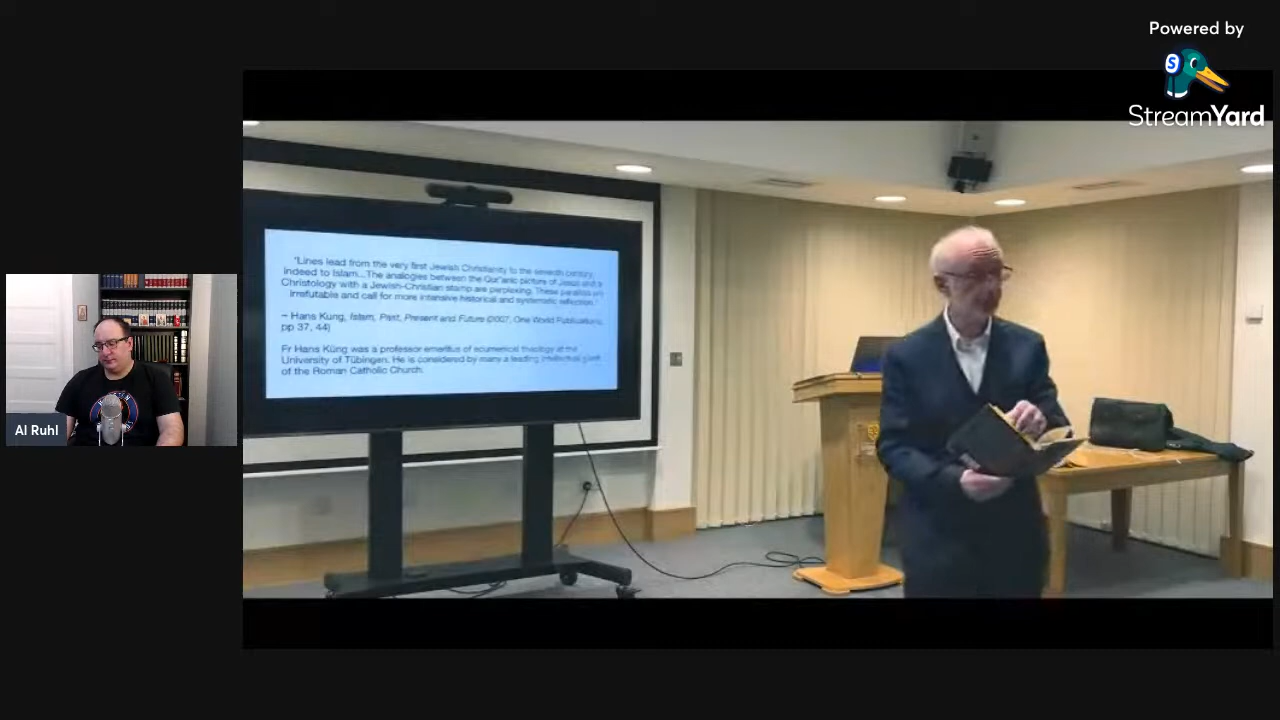 Powered by
StreamYard
"Lines lead from the very first Jewish Christianity to the seventh century,
indeed to Islam...The analogies between the Qur'anic picture of Jesus and a
Christology with a Jewish-Christian stamp are perplexing. These parallels are
irrefutable and call for more intensive historical and systematic reflection."
~ Hans Küng, Islam, Past, Present and Future (2007, One World Publications,
pp 37, 44)
Fr Hans Küng was a professor emeritus of ecumenical theology at the
University of Tübingen. He is considered by many a leading intellectual giant
of the Roman Catholic Church.
Al Ruhl